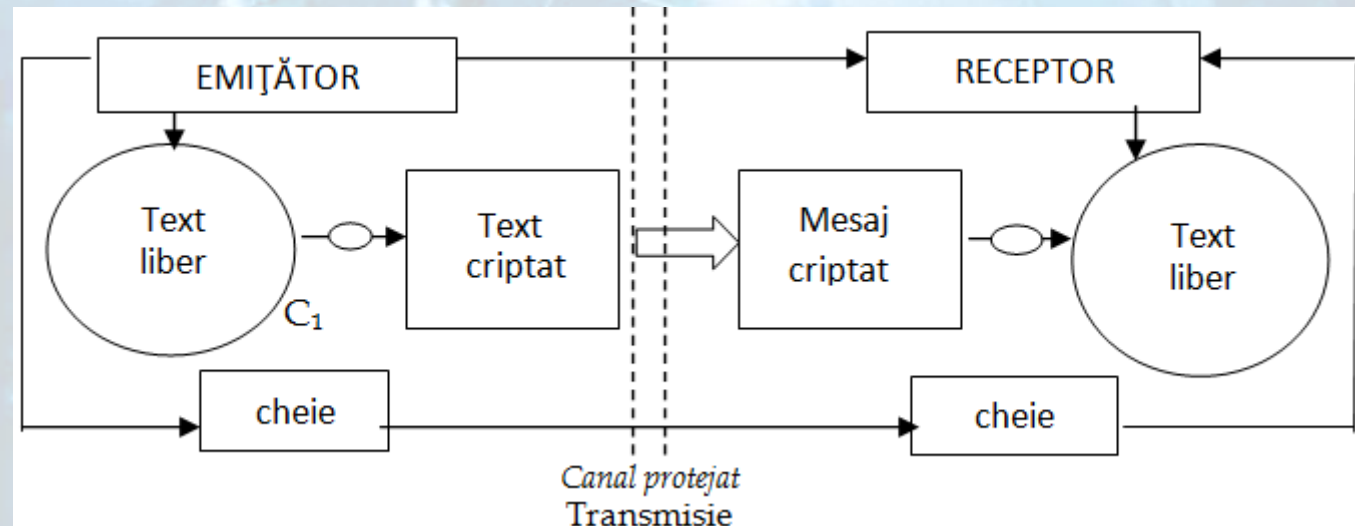 EMIŢĂTOR
RECEPTOR
Text
liber
C₁
Text
criptat
Mesaj
criptat
Text
liber
cheie
cheie
Canal protejat
Transmisie